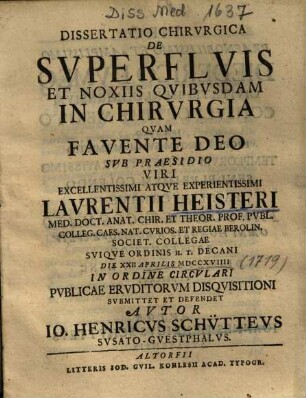 Diss Med 1637
DISSERTATIO CHIRVRGICA
DE
SVPERFLVIS
ET NOXIIS QVIBVSDAM
IN CHIRVRGIA
QVAM
FAVENTE DEO
SVB PRAESIDIO
VIRI
EXCELLENTISSIMI ATQVE EXPERIENTISSIMI
LAVRENTII HEISTERI
MED. DOCT. ANAT. CHIR. ET THEOR. PROF. PVBL.
COLLEG. CAES. NAT. CVRIOS. ET REGIAE BEROLIN.
SOCIET. COLLEGAE
SVIQVE ORDINIS H. T. DECANI
DIE XXII APRILIS MDCCXVIIII (1719)
IN ORDINE CIRCVLARI
PVBLICAE ERVDITORVM DISQVISITIONI
SVBMITTET ET DEFENDET
AVTOR
IO. HENRICVS SCHÜTTEVS
SVSATO-GVESTPHALVS.
ALTORFII
LITTERIS IOD. GVIL. KOHLESII ACAD. TYPOGR.